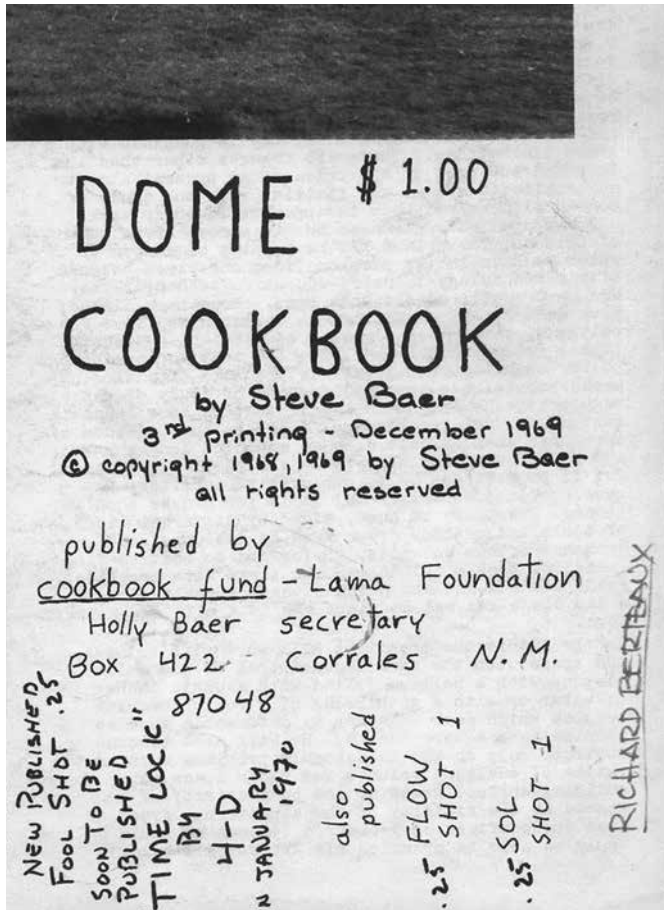 $ 1.00
DOME
COOKBOOK
by Steve Baer
3rd printing - December 1969
© copyright 1968, 1969 by Steve Baer
all rights reserved
published by
cookbook fund - Lama Foundation
Holly Baer secretary
Box 422 - Corrales N.M.
87048
NEW PUBLISHED
FOOL SHOT .25
SOON TO BE
PUBLISHED
TIME LOCK"
BY
4-D
JANUARY
1970
also
published
.25 FLOW
SHOT 1
.25 SOL
SHOT 1
RICHARD BERTEAUX